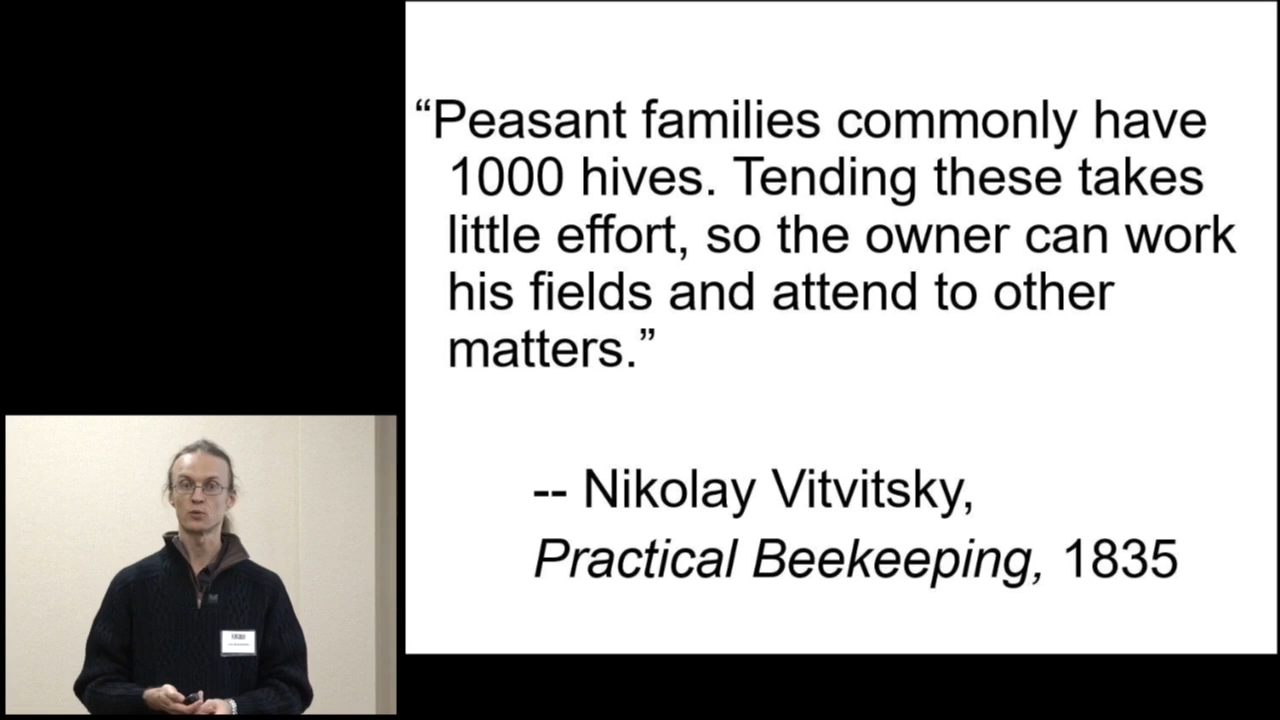 “Peasant families commonly have
1000 hives. Tending these takes
little effort, so the owner can work
his fields and attend to other
matters.”
-- Nikolay Vitvitsky,
Practical Beekeeping, 1835